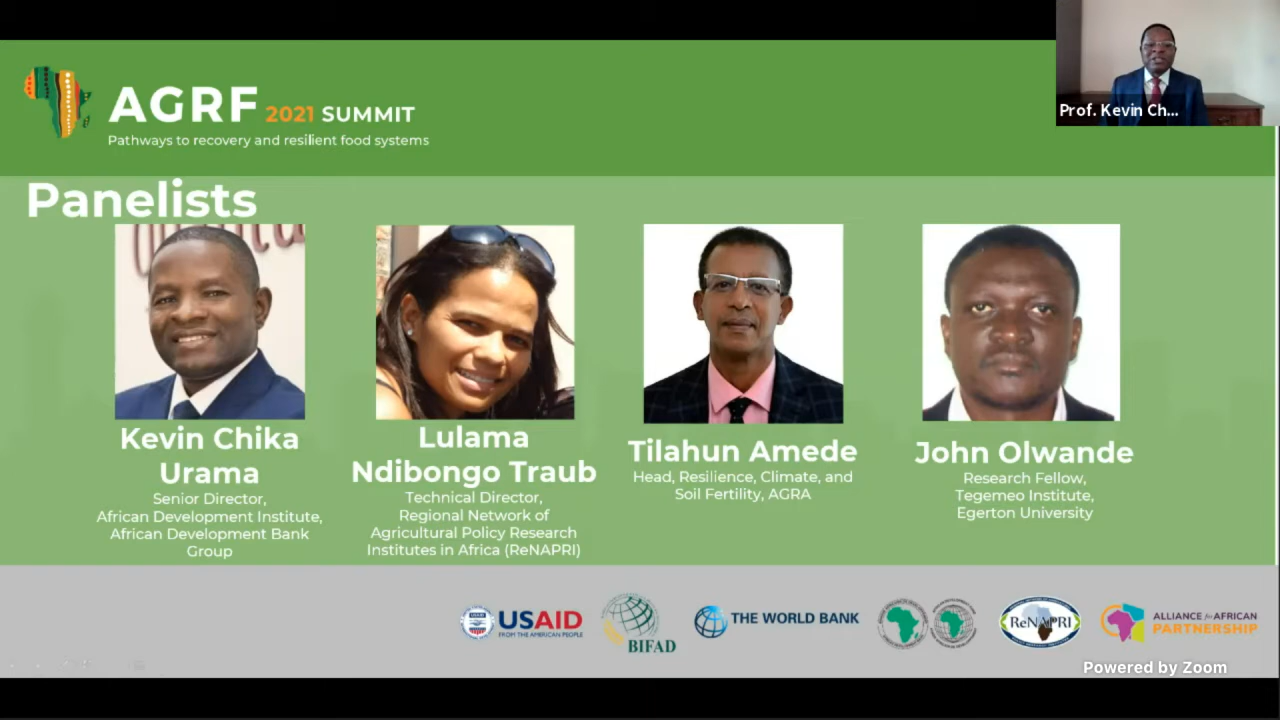 AGRF 2021 SUMMIT
Pathways to recovery and resilient food systems
Prof. Kevin Ch...
Panelists
Kevin Chika
Urama
Senior Director,
African Development Institute,
African Development Bank
Group
Lulama
Ndibongo Traub
Technical Director,
Regional Network of
Agricultural Policy Research
Institutes in Africa (ReNAPRI)
Tilahun Amede
Head, Resilience, Climate, and
Soil Fertility, AGRA
John Olwande
Research Fellow,
Tegemeo Institute,
Egerton University
USAID
FROM THE AMERICAN PEOPLE
BIFAD
THE WORLD BANK
ReNAPRI
ALLIANCE for AFRICAN
PARTNERSHIP
Powered by Zoom